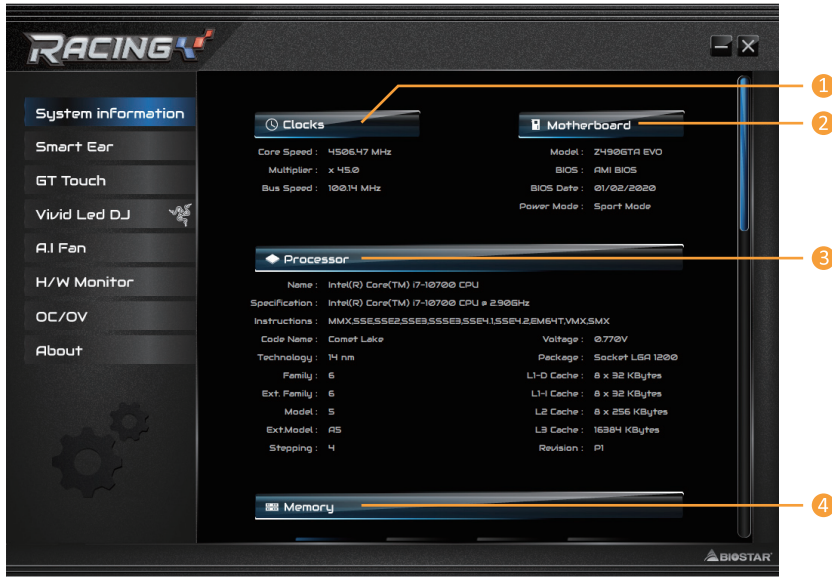 RACING
System information
Smart Ear
GT Touch
Vivid Led DJ
A.I Fan
H/W Monitor
OC/OV
About
Clocks
Core Speed : 4506.47 MHz
Multiplier : x 45.0
Bus Speed : 100.14 MHz
Motherboard
Model : Z490GTA EVO
BIOS : AMI BIOS
BIOS Date : 01/02/2020
Power Mode : Sport Mode
Processor
Name : Intel(R) Core(TM) i7-10700 CPU
Specification : Intel(R) Core(TM) i7-10700 CPU @ 2.90GHz
Instructions : MMX,SSE,SSE2,SSE3,SSSE3,SSE4.1,SSE4.2,EM64T,VMX,SMX
Code Name : Comet Lake
Technology : 14 nm
Family : 6
Ext. Family : 6
Model : 5
Ext.Model : A5
Stepping : 4
Voltage : 0.770V
Package : Socket LGA 1200
L1-D Cache : 8 x 32 KBytes
L1-I Cache : 8 x 32 KBytes
L2 Cache : 8 x 256 KBytes
L3 Cache : 16384 KBytes
Revision : P1
Memory
BIOSTAR
1
2
3
4